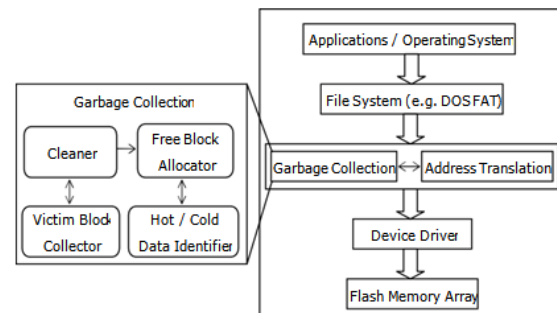 Garbage Collection
Cleaner
Free Block
Allocator
Victim Block
Collector
Hot / Cold
Data Identifier
Applications / Operating System
File System (e.g. DOS FAT)
Garbage Collection
Address Translation
Device Driver
Flash Memory Array